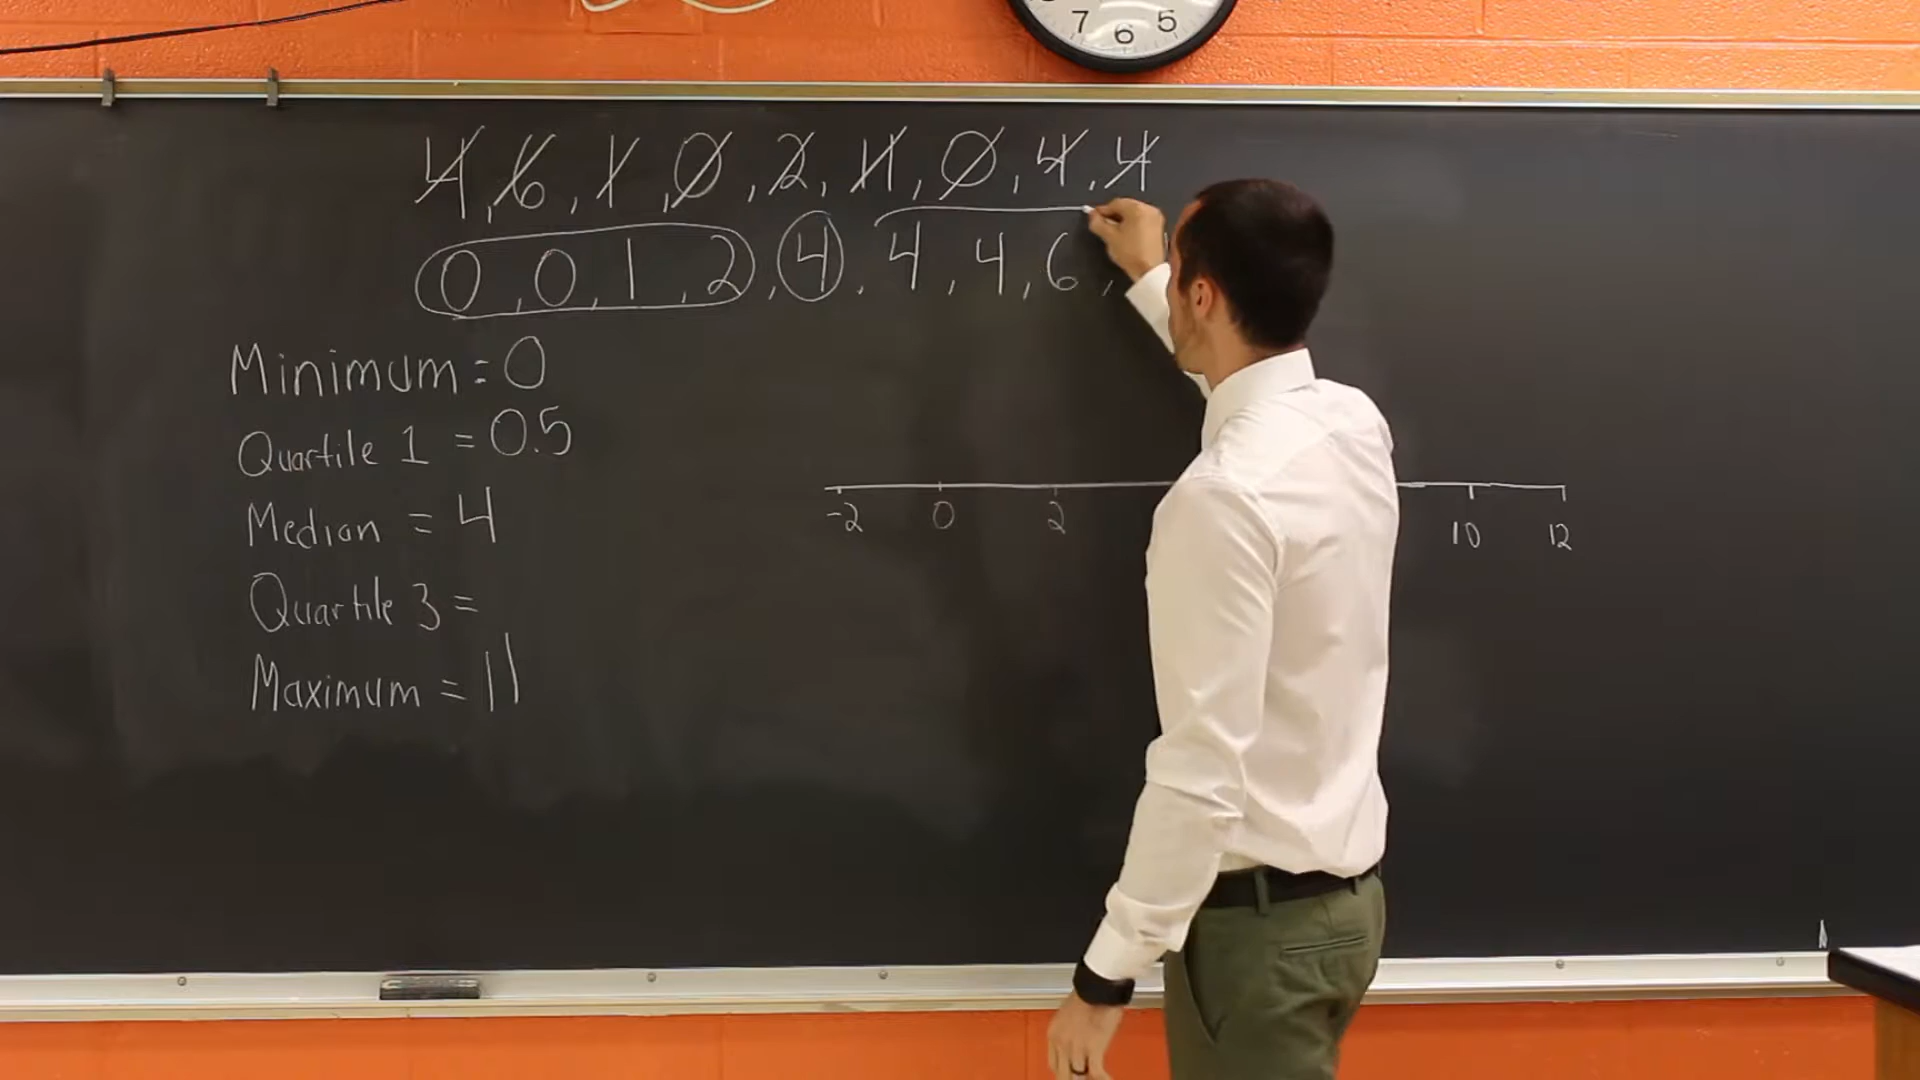 7 6 5
4, 6, 1, 0, 2, 11, 0, 4, 4
0, 0, 1, 2, 4, 4, 4, 6,
Minimum = 0
Quartile 1 = 0.5
Median = 4
Quartile 3 =
Maximum = 11
-2 0 2 10 12